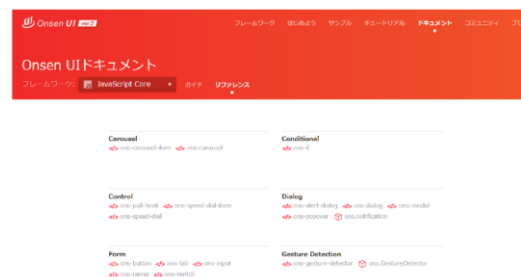 Onsen UI ver.2
フレームワーク はじめよう サンプル チュートリアル ドキュメント コミュニティ ブロ
Onsen UIドキュメント
フレームワーク: JavaScript Core ガイド リファレンス
Carousel
ons-carousel-item ons-carousel
Conditional
ons-if
Control
ons-pull-hook ons-speed-dial-item
ons-speed-dial
Dialog
ons-alert-dialog ons-dialog ons-modal
ons-popover ons.notification
Form
ons-button ons-fab ons-input
ons-range ons-switch
Gesture Detection
ons-gesture-detector ons.GestureDetector